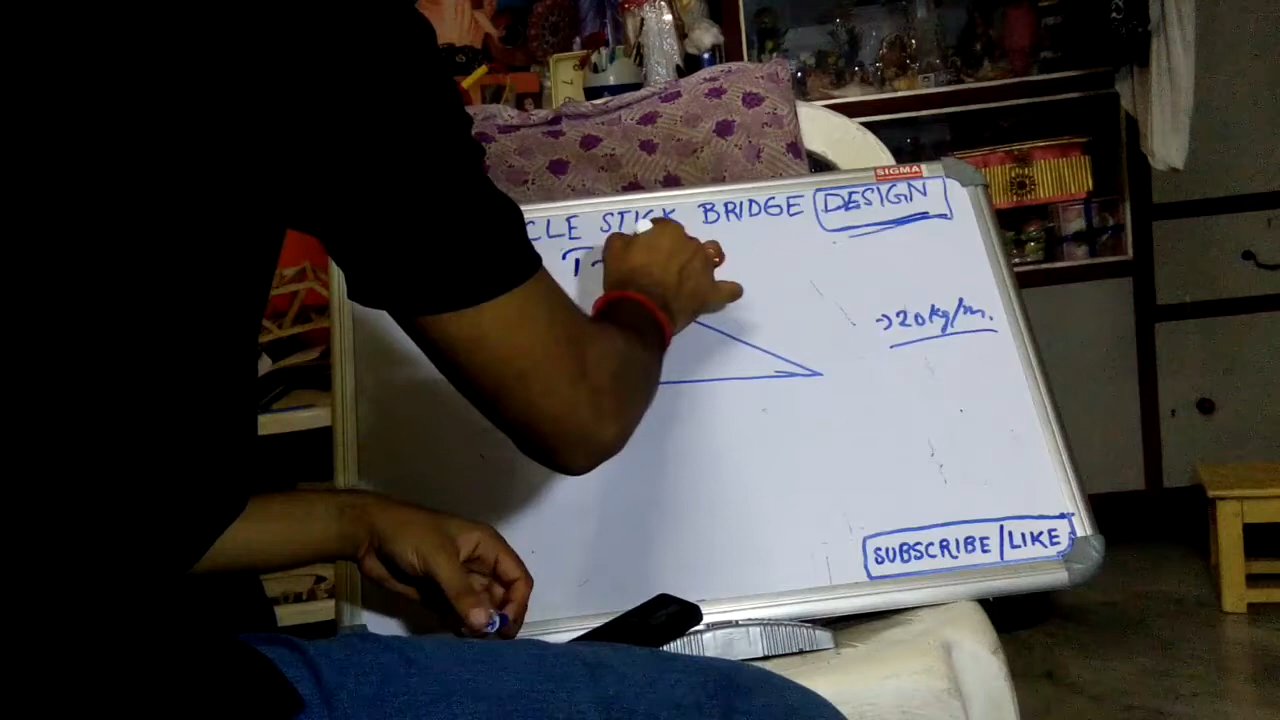 SIGMA
CLE STICK BRIDGE DESIGN
T
→20kg/m.
SUBSCRIBE/LIKE